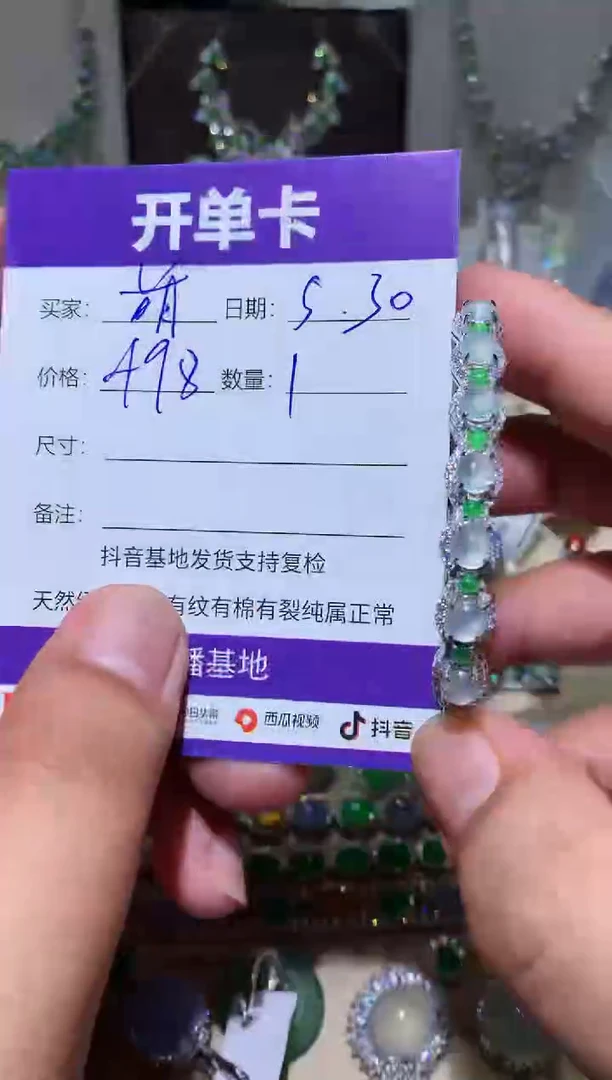 开单卡
买家: 萌 日期: 5.30
价格: 498 数量: 1
尺寸:
备注:
抖音基地发货支持复检
天然 有纹有棉有裂纯属正常
播基地
西瓜视频 抖音